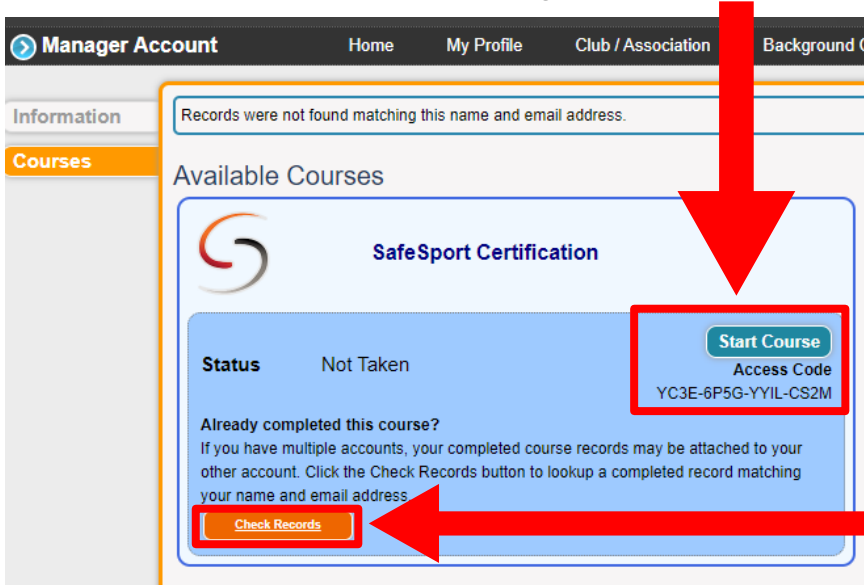 Manager Account Home My Profile Club / Association Background
Information
Courses
Records were not found matching this name and email address.
Available Courses
SafeSport Certification
Start Course
Status Not Taken
Access Code
YC3E-6P5G-YYIL-CS2M
Already completed this course?
If you have multiple accounts, your completed course records may be attached to your
other account. Click the Check Records button to lookup a completed record matching
your name and email address
Check Records